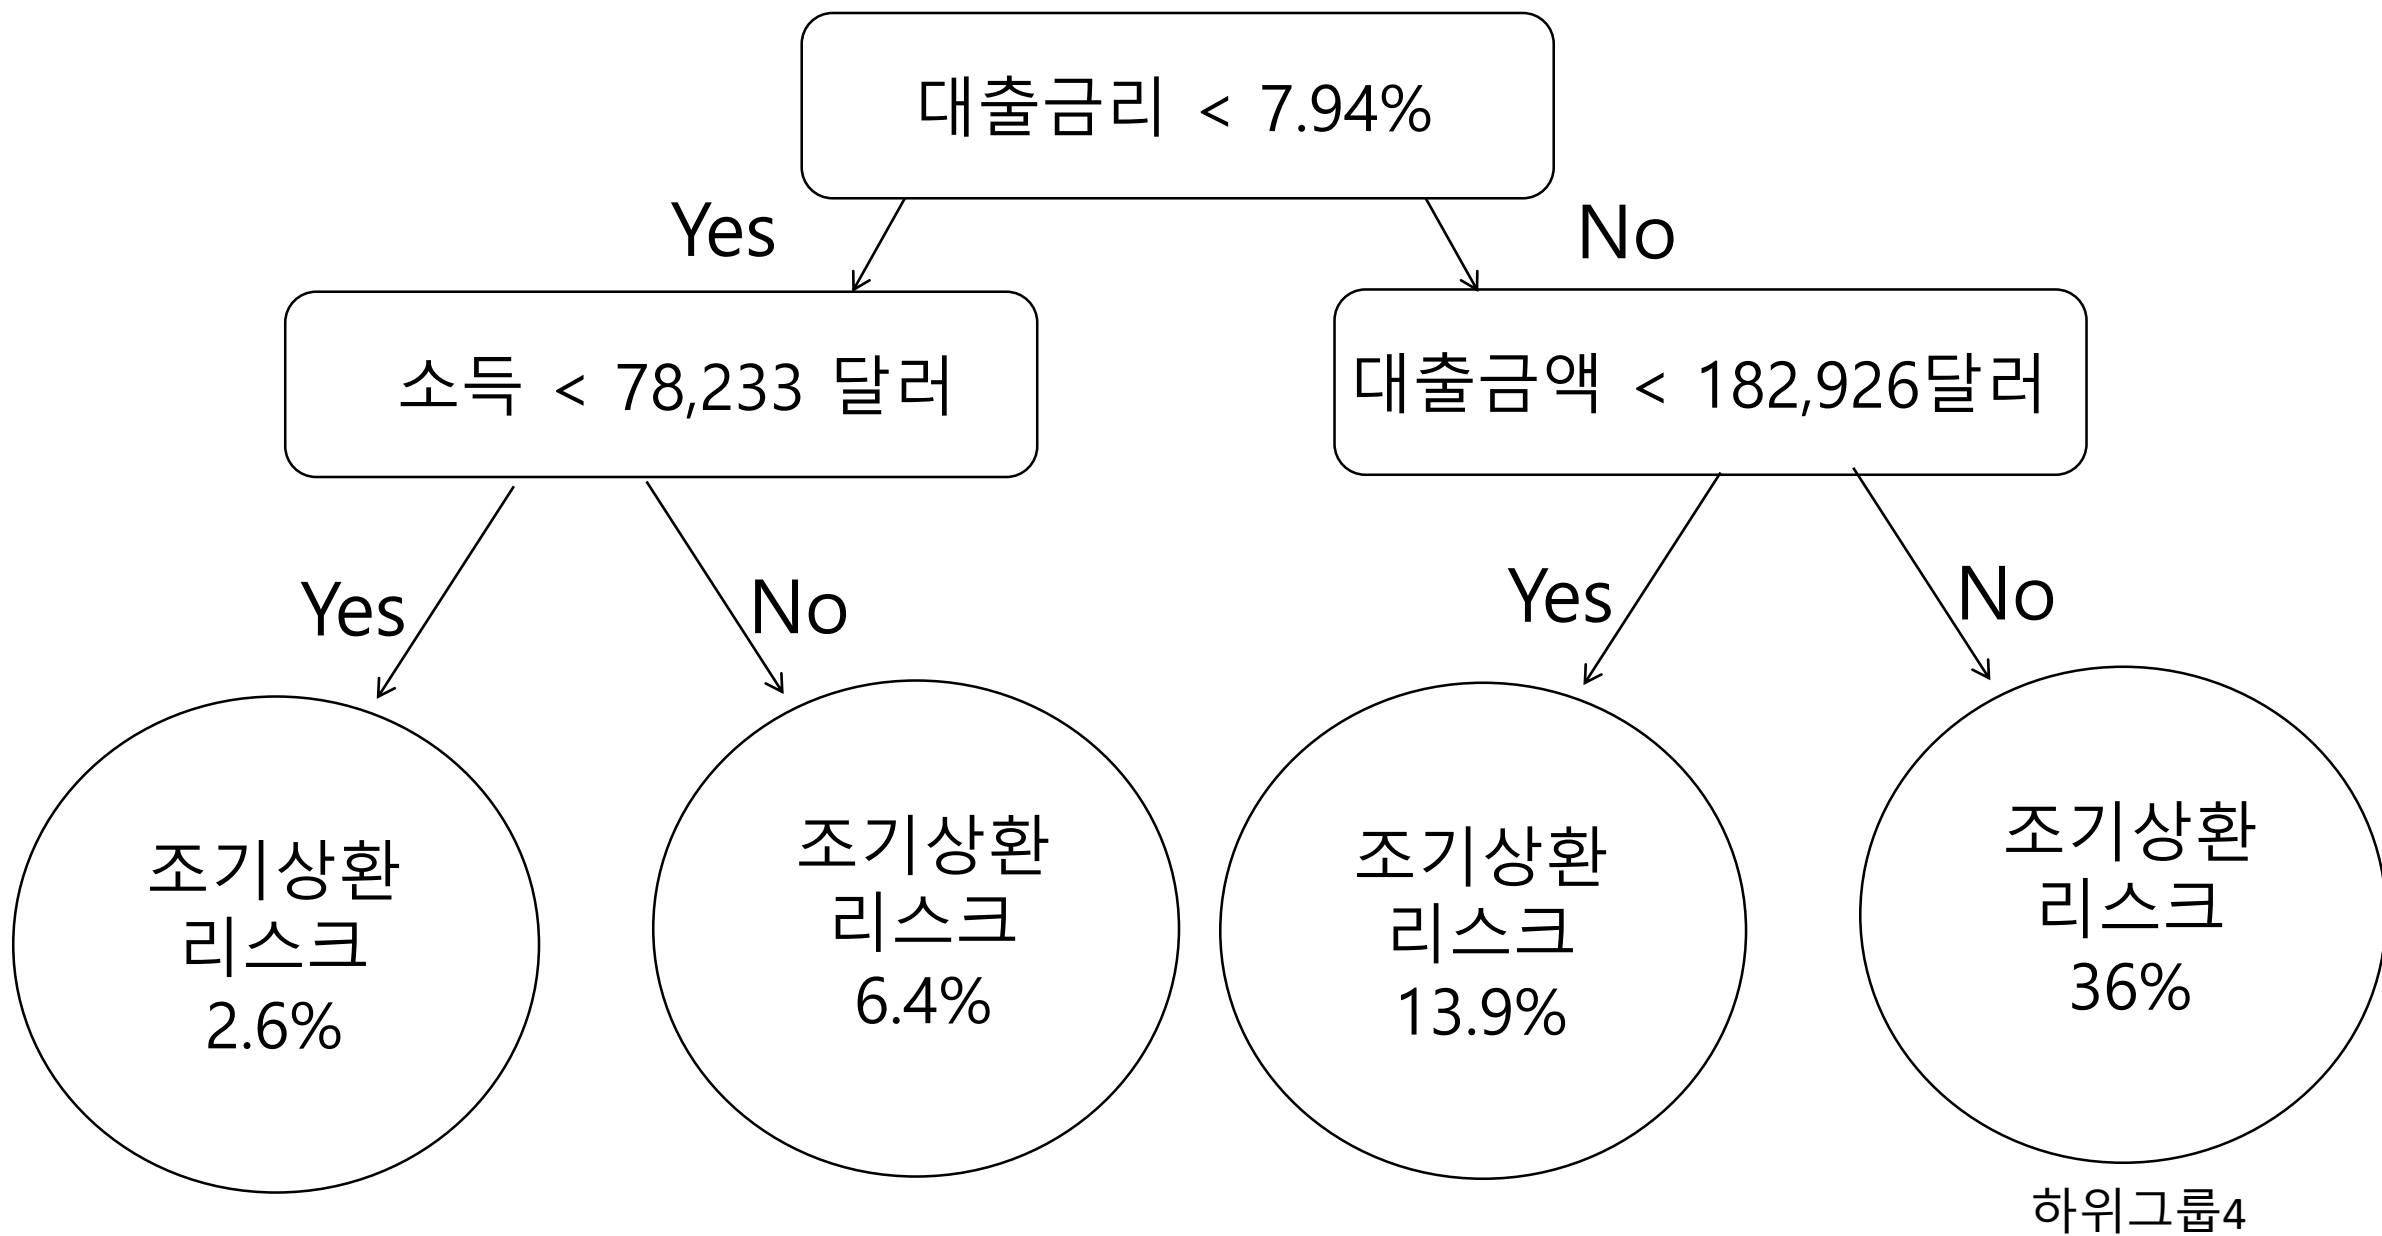 대출금리 < 7.94%
Yes
No
소득 < 78,233 달러
대출금액 < 182,926달러
Yes
No
Yes
No
조기상환
리스크
2.6%
조기상환
리스크
6.4%
조기상환
리스크
13.9%
조기상환
리스크
36%
하위그룹4